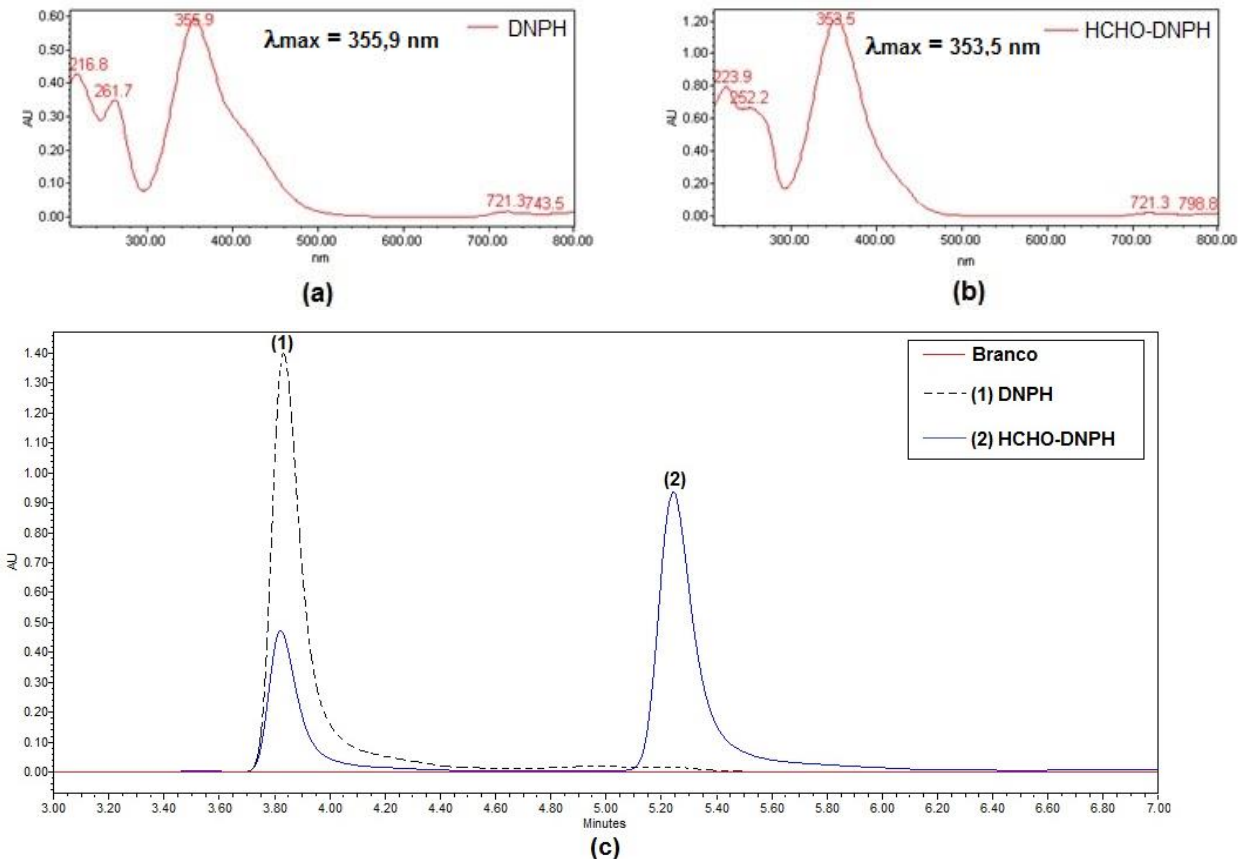 355.9
0.60
DNPH
λmax = 355,9 nm
0.50
216.8
0.40
261.7
AU
0.30
0.20
0.10
721.3
743.5
0.00
300.00 400.00 500.00 600.00 700.00 800.00
nm
(a)
353.5
1.20
HCHO-DNPH
λmax = 353,5 nm
1.00
223.9
0.80
252.2
AU
0.60
0.40
0.20
721.3
798.8
0.00
300.00 400.00 500.00 600.00 700.00 800.00
nm
(b)
(1)
1.40
1.30
1.20
1.10
1.00
0.90
0.80
0.70
0.60
0.50
0.40
0.30
0.20
0.10
0.00
AU
(2)
Branco
(1) DNPH
(2) HCHO-DNPH
3.00 3.20 3.40 3.60 3.80 4.00 4.20 4.40 4.60 4.80 5.00 5.20 5.40 5.60 5.80 6.00 6.20 6.40 6.60 6.80 7.00
Minutes
(c)